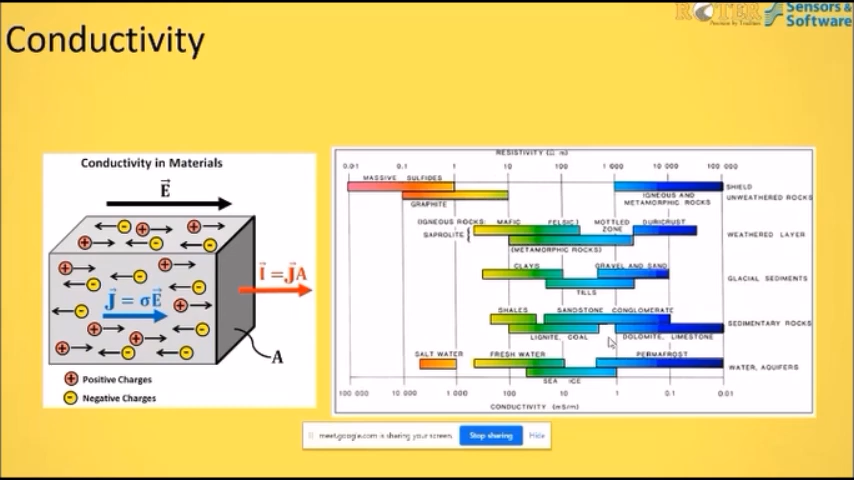 Sensors &
Software
ROTER
Conductivity
Conductivity in Materials
E
J = σE
I = JA
A
Positive Charges
Negative Charges
RESISTIVITY (Ω m)
0.01 0.1 1 10 100 1 000 10 000 100 000
MASSIVE SULFIDES
GRAPHITE
IGNEOUS AND
METAMORPHIC ROCKS
SHIELD
UNWEATHERED ROCKS
(IGNEOUS ROCKS: MAFIC FELSIC)
SAPROLITE
MOTTLED
ZONE
DURICRUST
(METAMORPHIC ROCKS)
WEATHERED LAYER
CLAYS GRAVEL AND SAND
TILLS
GLACIAL SEDIMENTS
SHALES SANDSTONE CONGLOMERATE
LIGNITE, COAL DOLOMITE, LIMESTONE
SEDIMENTARY ROCKS
SALT WATER FRESH WATER PERMAFROST
SEA ICE
WATER, AQUIFERS
100 000 10 000 1 000 100 10 1 0.1 0.01
CONDUCTIVITY (mS/m)
meet.google.com is sharing your screen. Stop sharing Hide